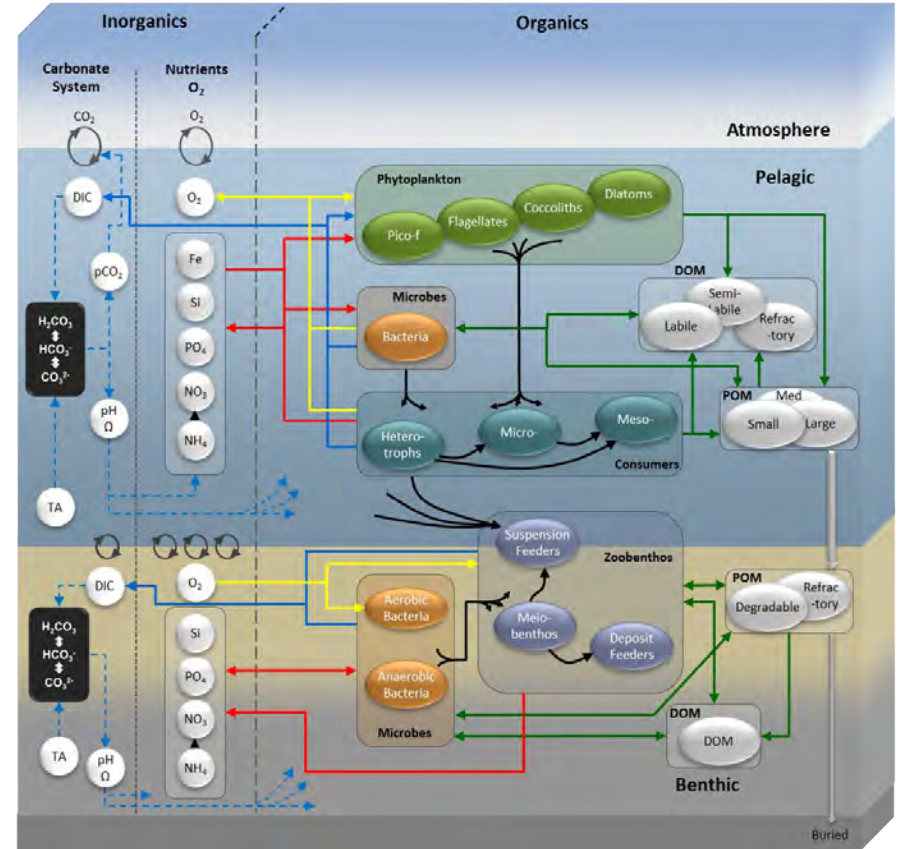 Inorganics
Organics
Carbonate
System
Nutrients
O₂
CO₂
O₂
Atmosphere
Pelagic
DIC
O₂
Phytoplankton
Pico-f
Flagellates
Coccoliths
Diatoms
pCO₂
Fe
Si
PO₄
NO₃
NH₄
H₂CO₃
HCO₃⁻
CO₃²⁻
pH
Ω
TA
Microbes
Bacteria
DOM
Semi-
labile
Labile
Refrac
-tory
POM
Med
Small
Large
Hetero-
trophs
Micro-
Meso-
Consumers
Suspension
Feeders
Zoobenthos
Meio-
benthos
Deposit
Feeders
DIC
O₂
Aerobic
Bacteria
Anaerobic
Bacteria
Microbes
POM
Degradable
Refrac
-tory
H₂CO₃
HCO₃⁻
CO₃²⁻
Si
PO₄
NO₃
NH₄
TA
pH
Ω
DOM
DOM
Benthic
Buried